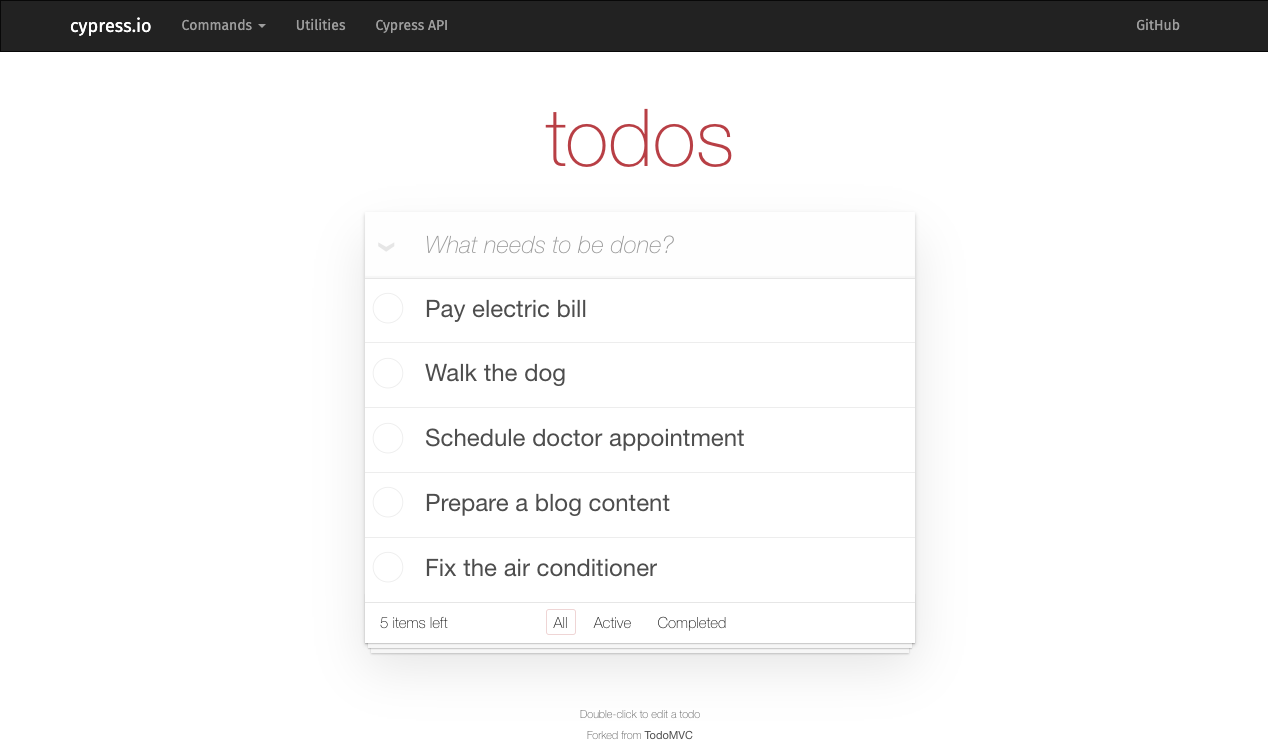 cypress.io Commands Utilities Cypress API GitHub
todos
What needs to be done?
Pay electric bill
Walk the dog
Schedule doctor appointment
Prepare a blog content
Fix the air conditioner
5 items left All Active Completed
Double-click to edit a todo
Forked from TodoMVC